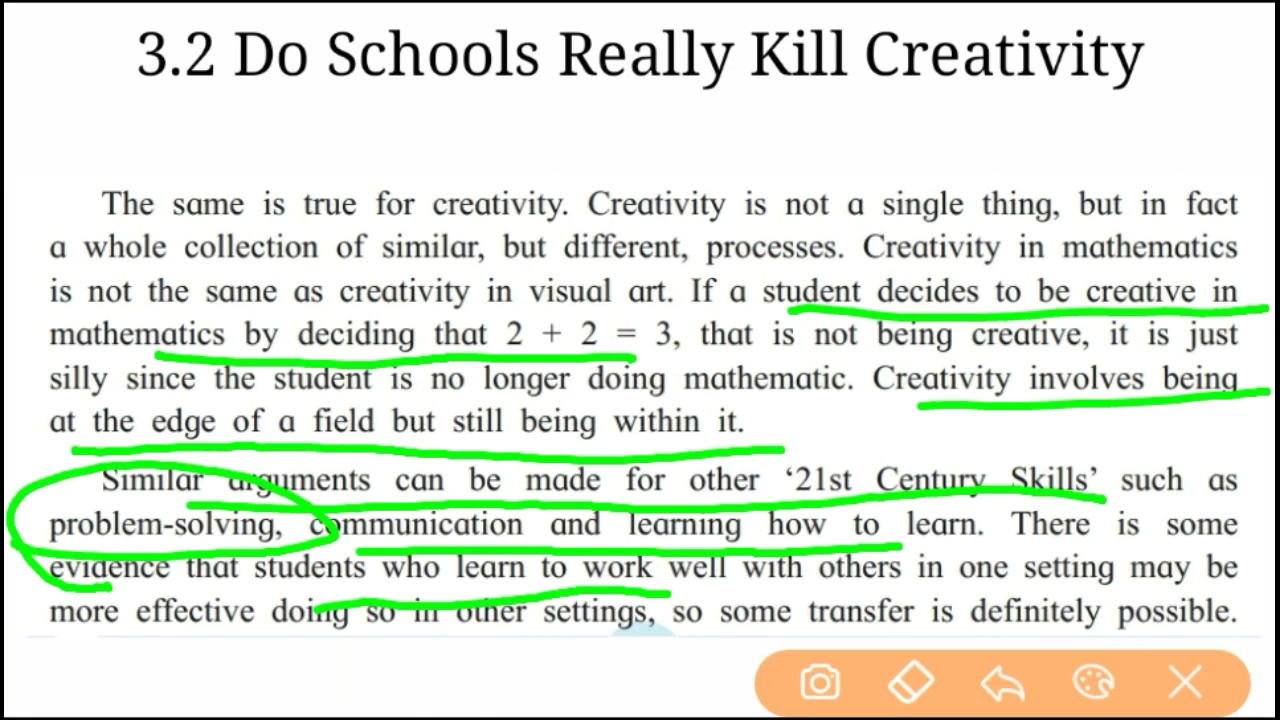 3.2 Do Schools Really Kill Creativity
The same is true for creativity. Creativity is not a single thing, but in fact
a whole collection of similar, but different, processes. Creativity in mathematics
is not the same as creativity in visual art. If a student decides to be creative in
mathematics by deciding that 2 + 2 = 3, that is not being creative, it is just
silly since the student is no longer doing mathematic. Creativity involves being
at the edge of a field but still being within it.
Similar arguments can be made for other ‘21st Century Skills’ such as
problem-solving, communication and learning how to learn. There is some
evidence that students who learn to work well with others in one setting may be
more effective doing so in other settings, so some transfer is definitely possible.